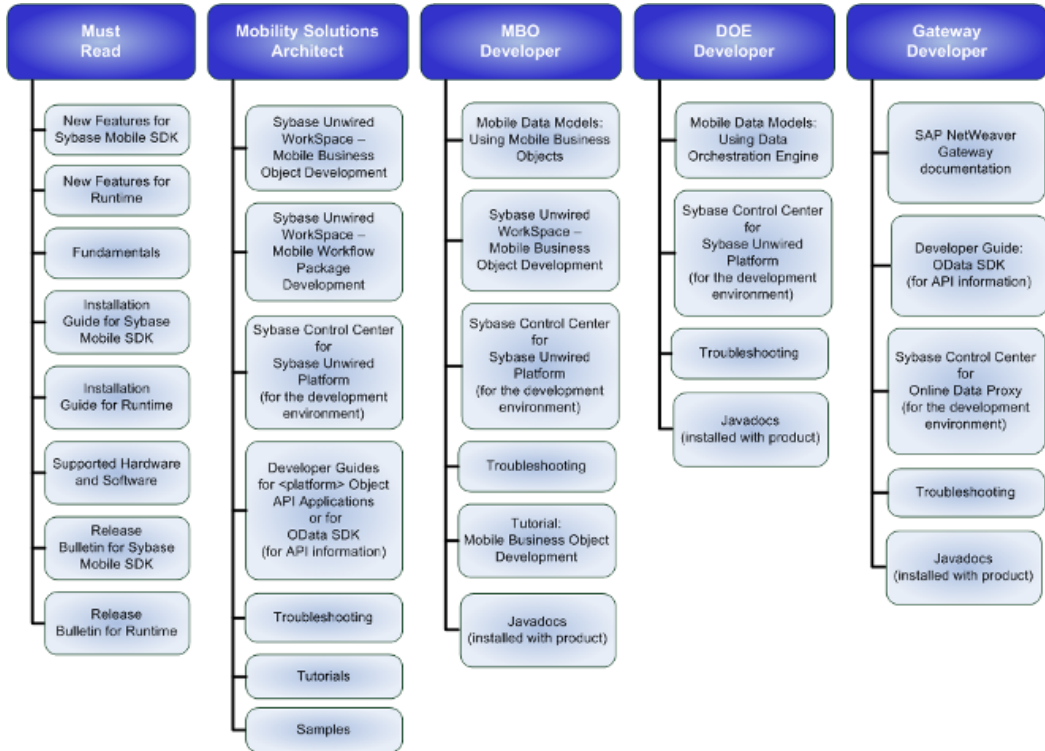 Must
Read
New Features for
Sybase Mobile SDK
New Features for
Runtime
Fundamentals
Installation
Guide for Sybase
Mobile SDK
Installation
Guide for Runtime
Supported Hardware
and Software
Release
Bulletin for Sybase
Mobile SDK
Release
Bulletin for Runtime
Mobility Solutions
Architect
Sybase Unwired
WorkSpace –
Mobile Business
Object Development
Sybase Unwired
WorkSpace –
Mobile Workflow
Package
Development
Sybase Control Center
for
Sybase Unwired
Platform
(for the development
environment)
Developer Guides
for <platform> Object
API Applications
or for
OData SDK
(for API information)
Troubleshooting
Tutorials
Samples
MBO
Developer
Mobile Data Models:
Using Mobile Business
Objects
Sybase Unwired
WorkSpace –
Mobile Business
Object Development
Sybase Control Center
for
Sybase Unwired
Platform
(for the development
environment)
Troubleshooting
Tutorial:
Mobile Business Object
Development
Javadocs
(installed with product)
DOE
Developer
Mobile Data Models:
Using Data
Orchestration Engine
Sybase Control Center
for
Sybase Unwired
Platform
(for the development
environment)
Troubleshooting
Javadocs
(installed with product)
Gateway
Developer
SAP NetWeaver
Gateway
documentation
Developer Guide:
OData SDK
(for API information)
Sybase Control Center
for
Online Data Proxy
(for the development
environment)
Troubleshooting
Javadocs
(installed with product)